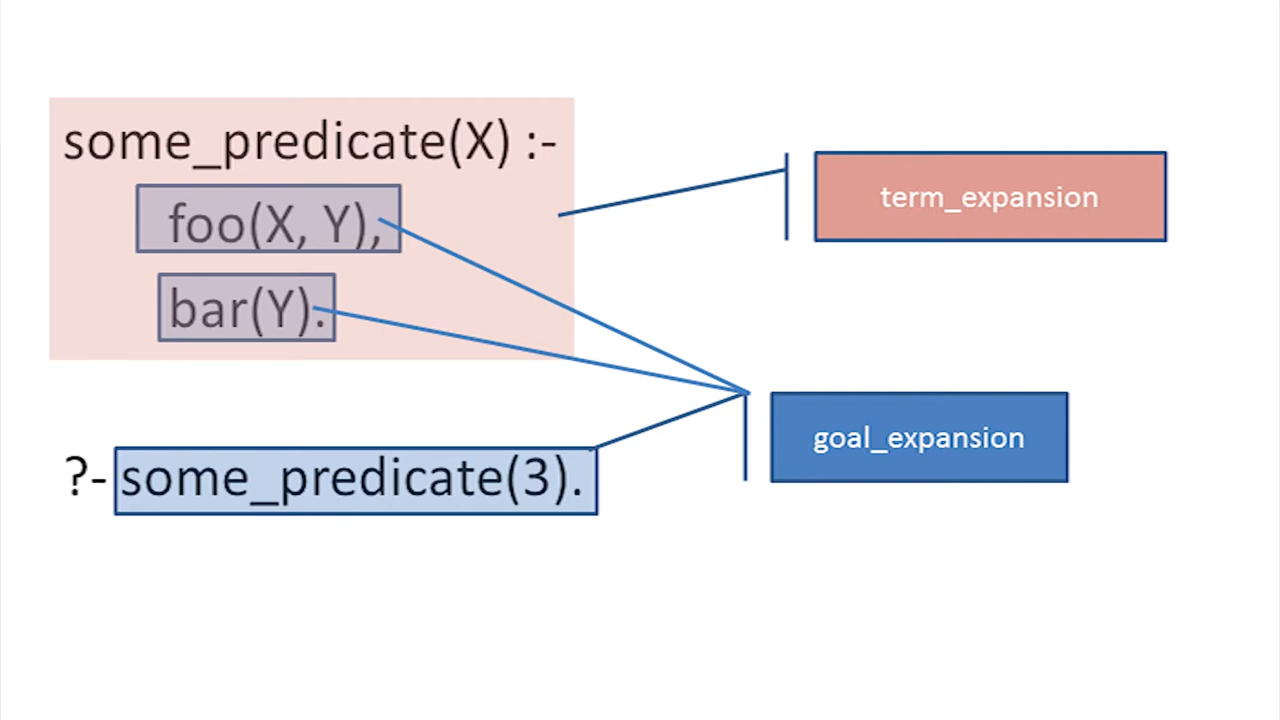 some_predicate(X) :-
foo(X, Y),
bar(Y).
term_expansion
goal_expansion
?- some_predicate(3).